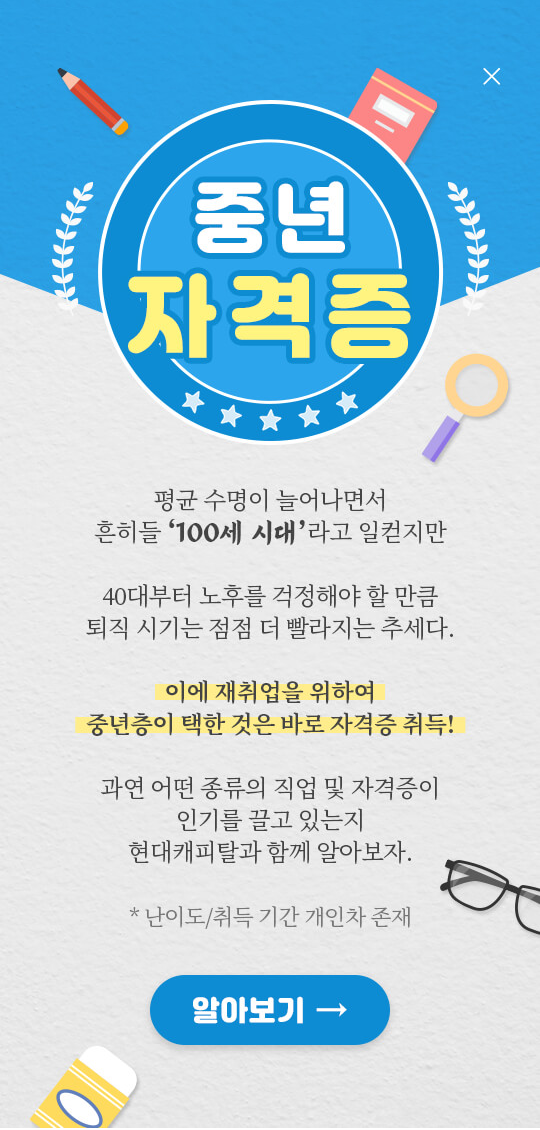 중년
자격증
평균 수명이 늘어나면서
흔히들 ‘100세 시대’라고 일컫지만
40대부터 노후를 걱정해야 할 만큼
퇴직 시기는 점점 더 빨라지는 추세다.
이에 재취업을 위하여
중년층이 택한 것은 바로 자격증 취득!
과연 어떤 종류의 직업 및 자격증이
인기를 끌고 있는지
현대캐피탈과 함께 알아보자.
* 난이도/취득 기간 개인차 존재
알아보기 →